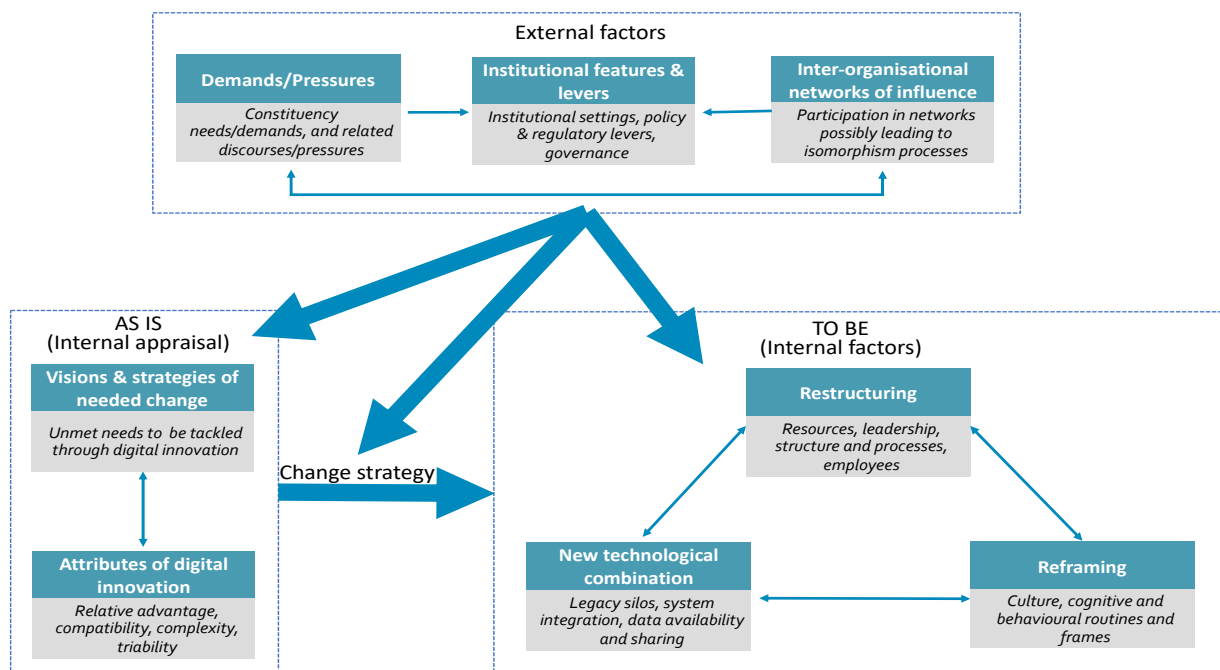 External factors
Demands/Pressures
Constituency
needs/demands, and related
discourses/pressures
Institutional features &
levers
Institutional settings, policy
& regulatory levers,
governance
Inter-organisational
networks of influence
Participation in networks
possibly leading to
isomorphism processes
AS IS
(Internal appraisal)
Visions & strategies of
needed change
Unmet needs to be tackled
through digital innovation
Attributes of digital
innovation
Relative advantage,
compatibility, complexity,
triability
Change strategy
TO BE
(Internal factors)
Restructuring
Resources, leadership,
structure and processes,
employees
New technological
combination
Legacy silos, system
integration, data availability
and sharing
Reframing
Culture, cognitive and
behavioural routines and
frames